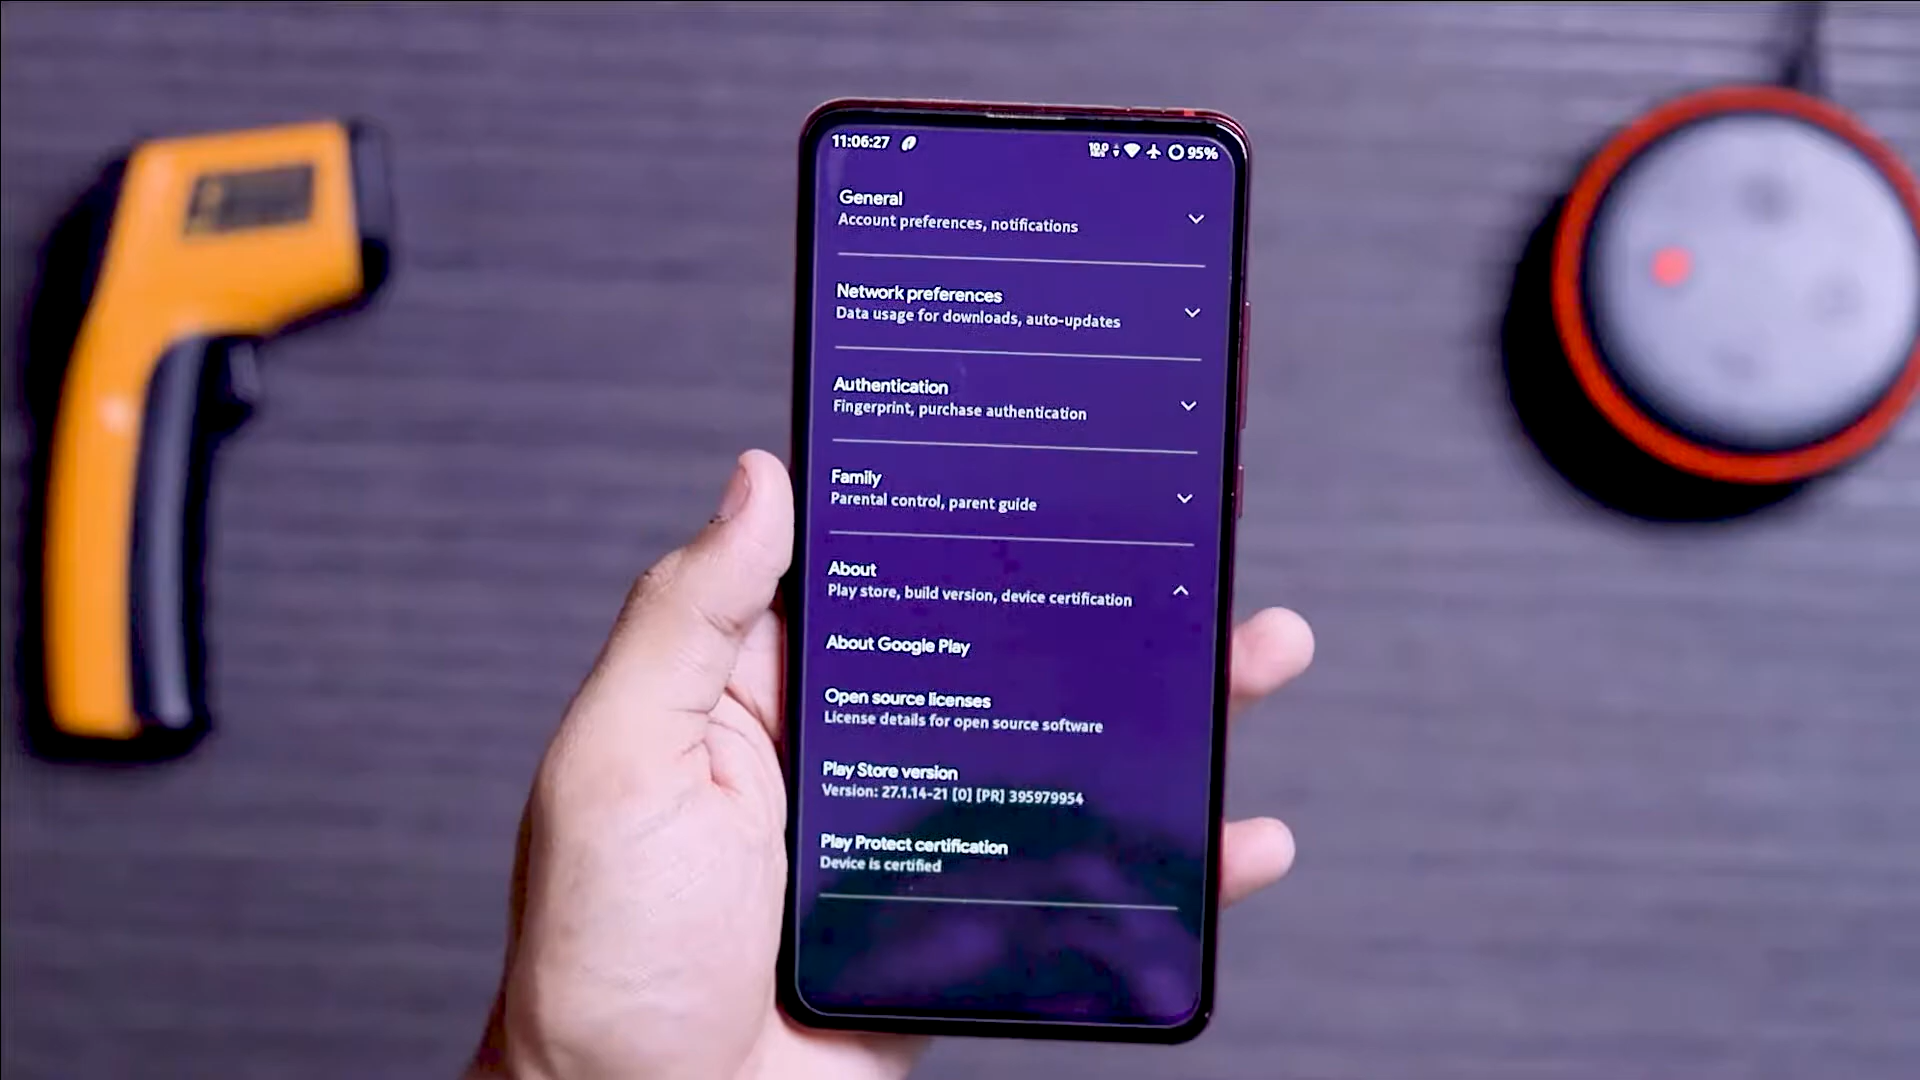 11:06:27 95%
General
Account preferences, notifications
Network preferences
Data usage for downloads, auto-updates
Authentication
Fingerprint, purchase authentication
Family
Parental control, parent guide
About
Play store, build version, device certification
About Google Play
Open source licenses
License details for open source software
Play Store version
Version: 27.1.14-21 [0] [PR] 395979954
Play Protect certification
Device is certified